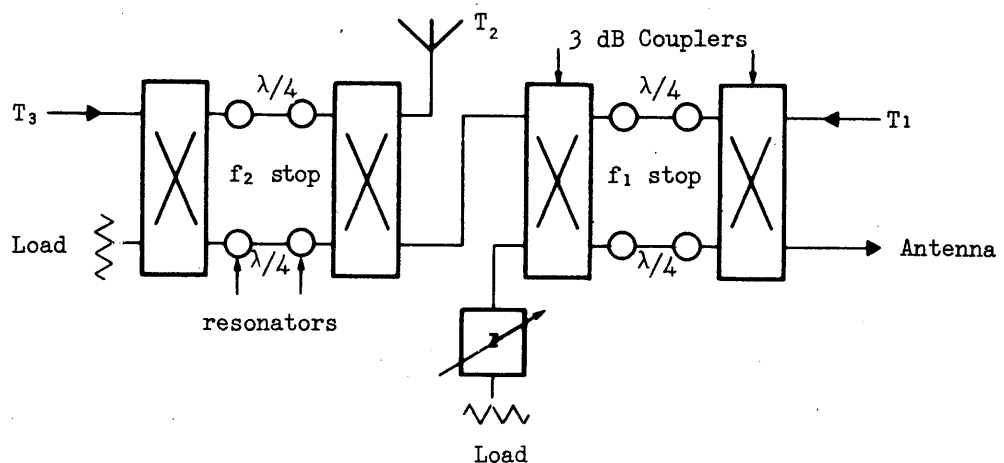 T₂
3 dB Couplers
λ/4
λ/4
T₃
T₁
f₂ stop
f₁ stop
Load
λ/4
λ/4
Antenna
resonators
Load